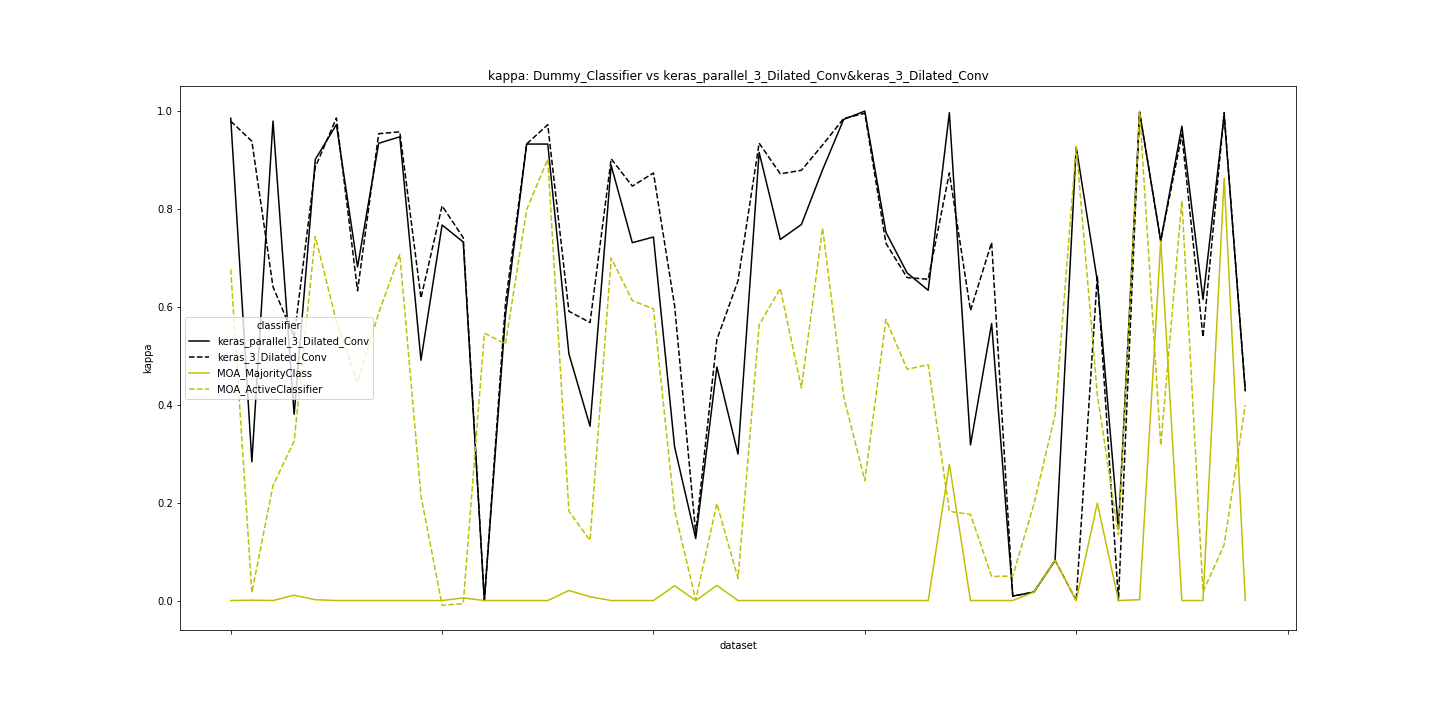 kappa: Dummy_Classifier vs keras_parallel_3_Dilated_Conv&keras_3_Dilated_Conv
1.0
0.8
0.6
0.4
0.2
0.0
kappa
classifier
keras_parallel_3_Dilated_Conv
keras_3_Dilated_Conv
MOA_MajorityClass
MOA_ActiveClassifier
dataset